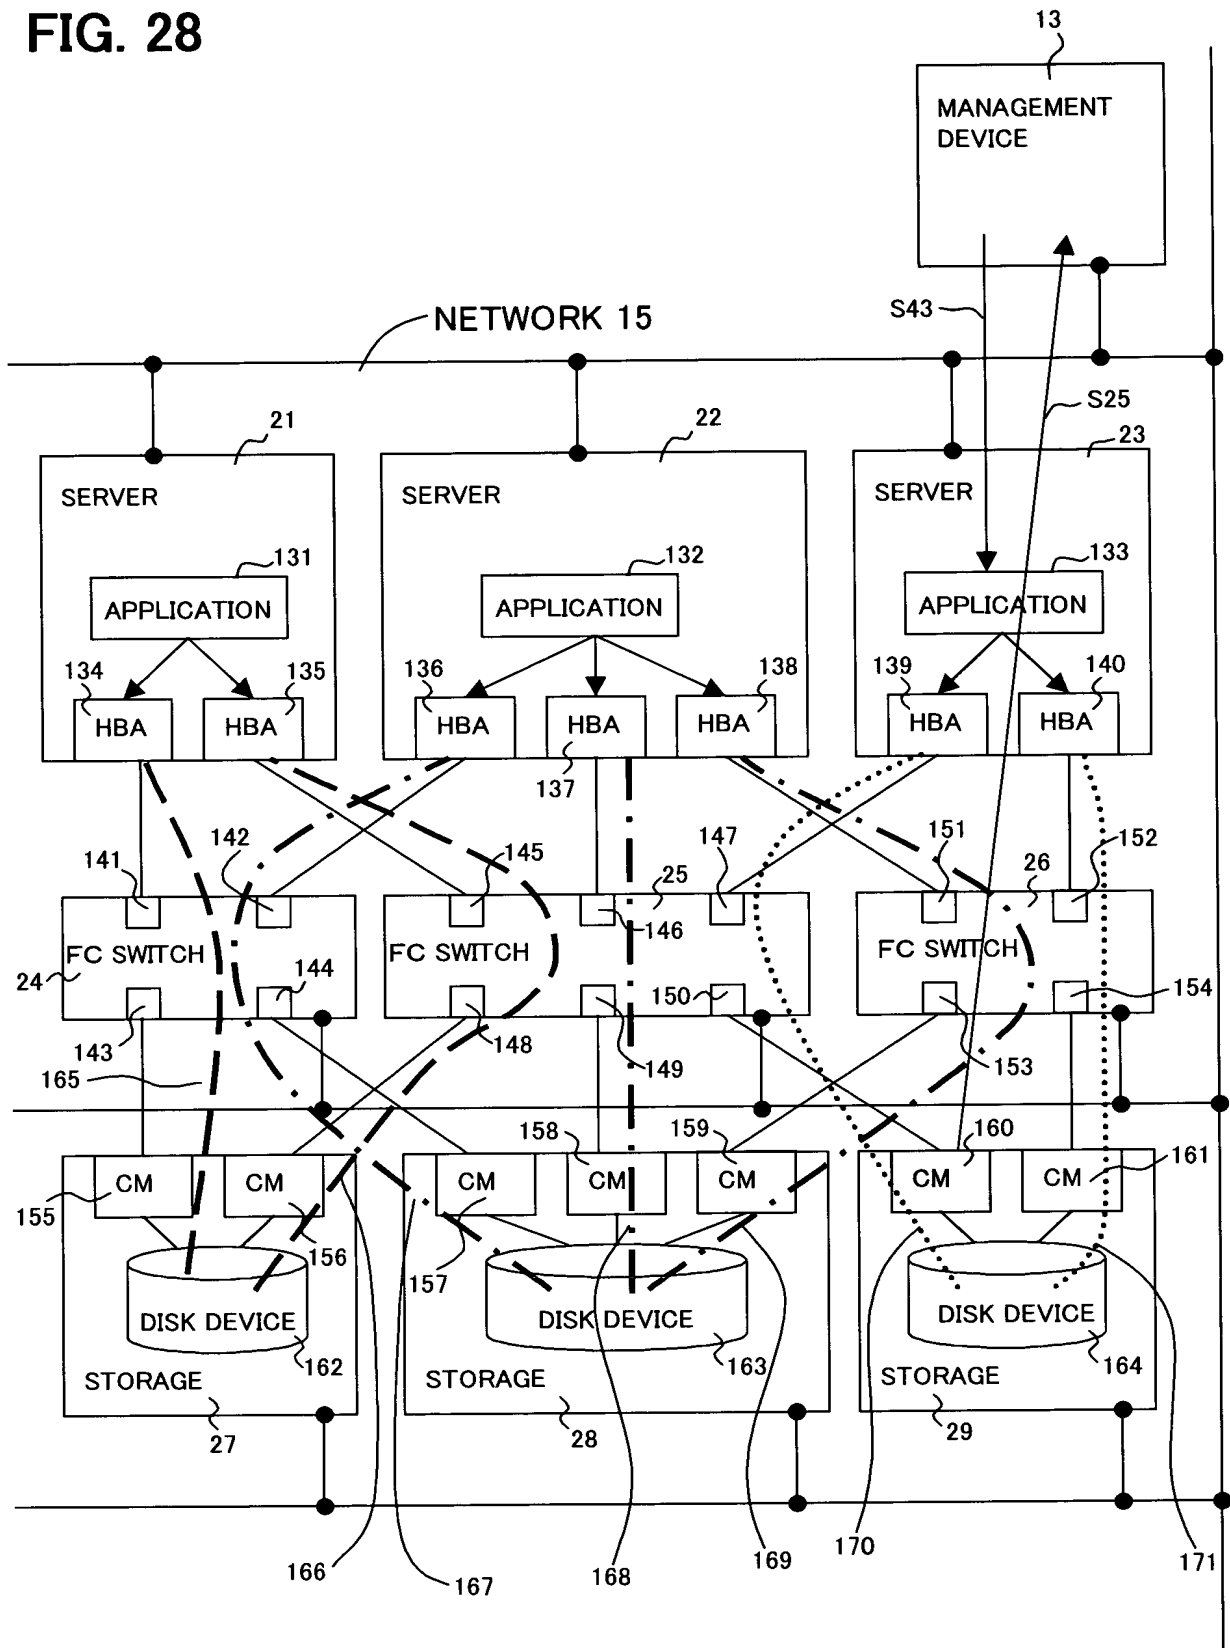 FIG. 28
13
MANAGEMENT
DEVICE
S43
NETWORK 15
S25
21
22
23
SERVER
SERVER
SERVER
131
132
133
APPLICATION
APPLICATION
APPLICATION
134
135
136
138
139
140
HBA
HBA
HBA
HBA
HBA
HBA
HBA
137
141
142
145
147
151
152
25
26
146
FC SWITCH
FC SWITCH
FC SWITCH
24
144
150
154
143
148
149
153
165
158
159
160
161
CM
CM
CM
CM
CM
CM
CM
155
156
157
DISK DEVICE
DISK DEVICE
DISK DEVICE
162
163
164
STORAGE
STORAGE
STORAGE
27
28
29
166
167
168
169
170
171